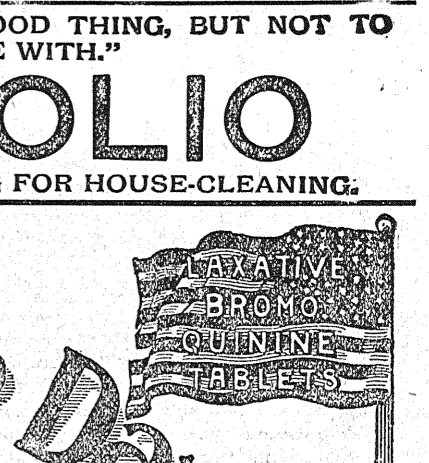 OOD THING, BUT NOT TO
E WITH."
OLIO
G FOR HOUSE-CLEANING.
LAXATIVE
BROMO
QUININE
TABLETS
B